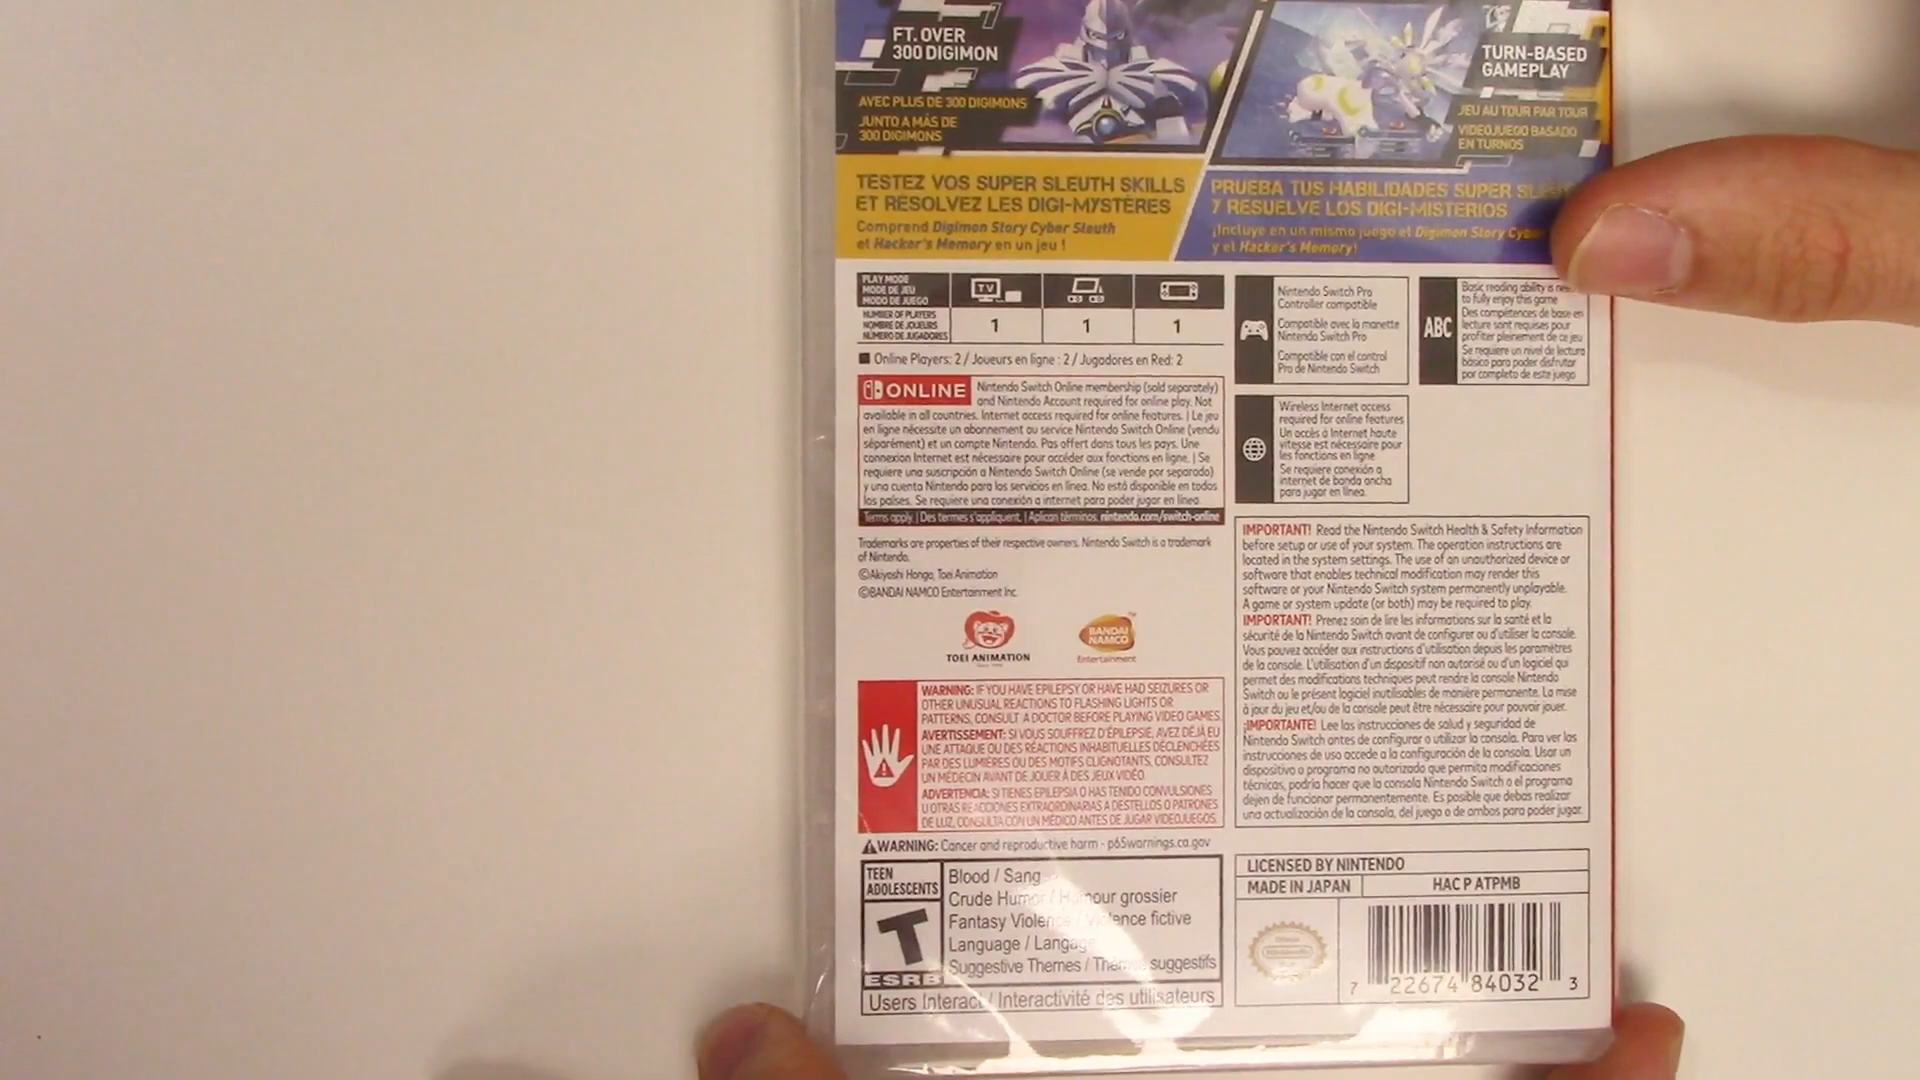 FT. OVER
300 DIGIMON
AVEC PLUS DE 300 DIGIMONS
JUNTO A MÁS DE
300 DIGIMONS
TURN-BASED
GAMEPLAY
JEU AU TOUR PAR TOUR
VIDEOJUEGO BASADO
EN TURNOS
TESTEZ VOS SUPER SLEUTH SKILLS
ET RESOLVEZ LES DIGI-MYSTÈRES
Comprend Digimon Story Cyber Sleuth
et Hacker's Memory en un jeu !
PRUEBA TUS HABILIDADES SUPER
Y RESUELVE LOS DIGI-MISTERIOS
¡Incluye en un mismo juego el Digimon Story
y el Hacker's Memory!
PLAY MODE
MODE DE JEU
MODO DE JUEGO
TV
NUMBER OF PLAYERS
NOMBRE DE JOUEURS
NÚMERO DE JUGADORES
1 1 1
Online Players: 2 / Joueurs en ligne : 2 / Jugadores en Red: 2
ONLINE Nintendo Switch Online membership (sold separately)
and Nintendo Account required for online play. Not
available in all countries. Internet access required for online features. | Le jeu
en ligne nécessite un abonnement au service Nintendo Switch Online (vendu
séparément) et un compte Nintendo. Pas offert dans tous les pays. Une
connexion Internet est nécessaire pour accéder aux fonctions en ligne. | Se
requiere una suscripción a Nintendo Switch Online (se vende por separado)
y una cuenta Nintendo para los servicios en línea. No está disponible en todos
los países. Se requiere una conexión a internet para poder jugar en línea.
Terms apply. | Des termes s'appliquent. | Aplican términos. nintendo.com/switch-online
Trademarks are properties of their respective owners. Nintendo Switch is a trademark
of Nintendo.
©Akiyoshi Hongo, Toei Animation
©BANDAI NAMCO Entertainment Inc.
TOEI ANIMATION
BANDAI
NAMCO
Entertainment
WARNING: IF YOU HAVE EPILEPSY OR HAVE HAD SEIZURES OR
OTHER UNUSUAL REACTIONS TO FLASHING LIGHTS OR
PATTERNS, CONSULT A DOCTOR BEFORE PLAYING VIDEO GAMES.
AVERTISSEMENT: SI VOUS SOUFFREZ D'ÉPILEPSIE, AVEZ DÉJÀ EU
UNE ATTAQUE OU DES RÉACTIONS INHABITUELLES DÉCLENCHÉES
PAR DES LUMIÈRES OU DES MOTIFS CLIGNOTANTS, CONSULTEZ
UN MÉDECIN AVANT DE JOUER À DES JEUX VIDÉO.
ADVERTENCIA: SI TIENES EPILEPSIA O HAS TENIDO CONVULSIONES
U OTRAS REACCIONES EXTRAORDINARIAS A DESTELLOS O PATRONES
DE LUZ, CONSULTA CON UN MÉDICO ANTES DE JUGAR VIDEOJUEGOS.
WARNING: Cancer and reproductive harm - p65warnings.ca.gov
TEEN
ADOLESCENTS
T
ESRB
Blood / Sang
Crude Humor / Humour grossier
Fantasy Violence / Violence fictive
Language / Langage
Suggestive Themes / suggestifs
Users Interact / Interactivité des utilisateurs
Nintendo Switch Pro
Controller compatible
Compatible avec la manette
Nintendo Switch Pro
Compatible con el control
Pro de Nintendo Switch
ABC
Basic reading ability is
to fully enjoy this game
Des compétences de base en
lecture sont requises pour
profiter pleinement de ce jeu
Se requiere un nivel de lectura
básico para poder disfrutar
por completo de este juego
Wireless Internet access
required for online features
Un accès à Internet haute
vitesse est nécessaire pour
les fonctions en ligne
Se requiere conexión a
internet de banda ancha
para jugar en línea.
IMPORTANT! Read the Nintendo Switch Health & Safety Information
before setup or use of your system. The operation instructions are
located in the system settings. The use of an unauthorized device or
software that enables technical modification may render this
software or your Nintendo Switch system permanently unplayable.
A game or system update (or both) may be required to play.
IMPORTANT! Prenez soin de lire les informations sur la santé et la
sécurité de la Nintendo Switch avant de configurer ou d'utiliser la console.
Vous pouvez accéder aux instructions d'utilisation depuis les paramètres
de la console. L'utilisation d'un dispositif non autorisé ou d'un logiciel qui
permet des modifications techniques peut rendre la console Nintendo
Switch ou le présent logiciel inutilisables de manière permanente. La mise
à jour du jeu et/ou de la console peut être nécessaire pour pouvoir jouer.
¡IMPORTANTE! Lee las instrucciones de salud y seguridad de
Nintendo Switch antes de configurar o utilizar la consola. Para ver las
instrucciones de uso accede a la configuración de la consola. Usar un
dispositivo o programa no autorizado que permita modificaciones
técnicas, podría hacer que la consola Nintendo Switch o el programa
dejen de funcionar permanentemente. Es posible que debas realizar
una actualización de la consola, del juego o de ambos para poder jugar.
LICENSED BY NINTENDO
MADE IN JAPAN HAC P ATPMB
7 22674 84032 3